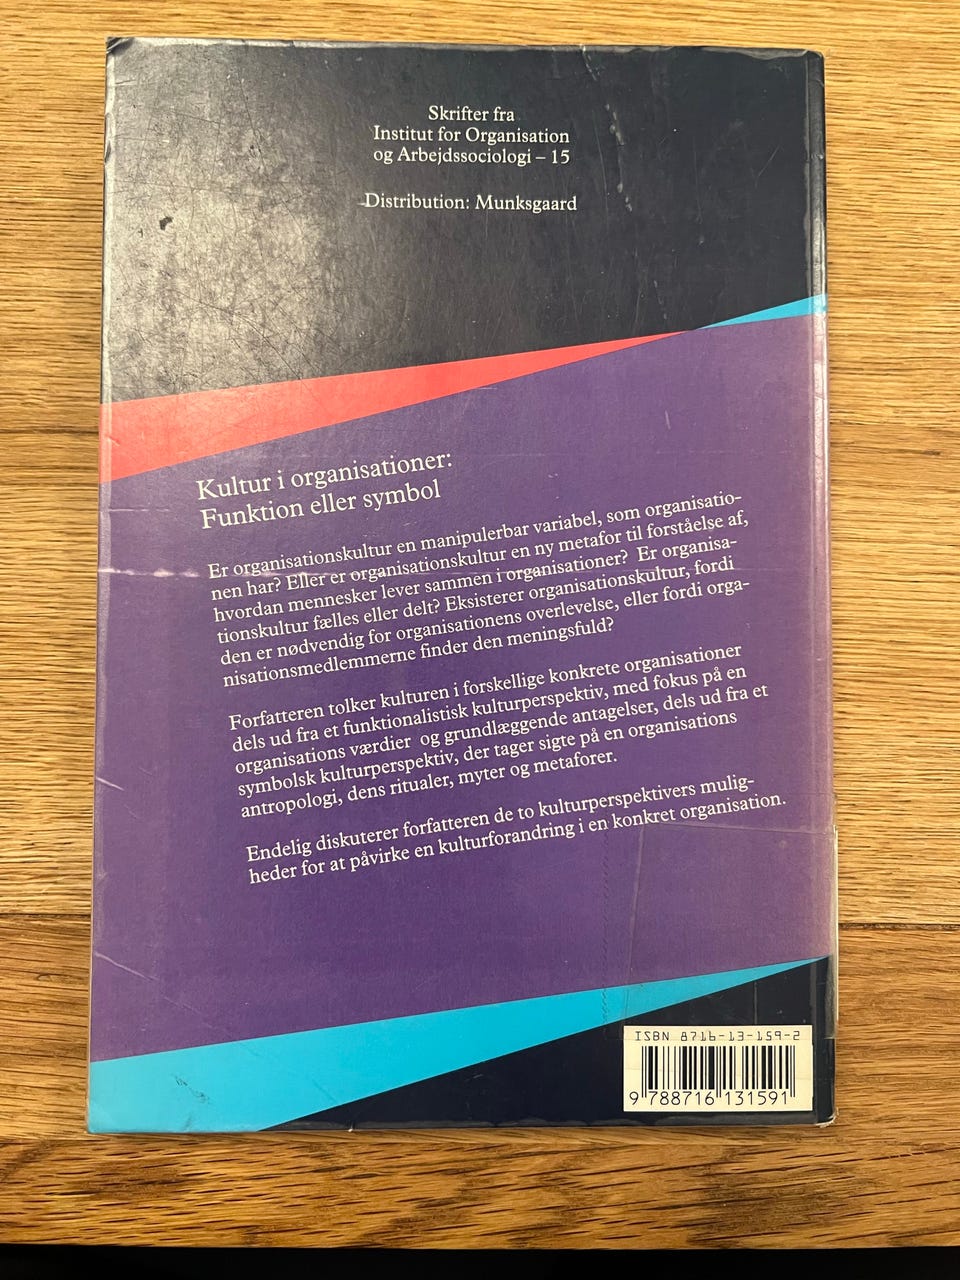 Skrifter fra
Institut for Organisation
og Arbejdssociologi – 15
Distribution: Munksgaard
Kultur i organisationer:
Funktion eller symbol
Er organisationskultur en manipulerbar variabel, som organisatio-
nen har? Eller er organisationskultur en ny metafor til forståelse af,
hvordan mennesker lever sammen i organisationer? Er organisa-
tionskultur fælles eller delt? Eksisterer organisationskultur, fordi
den er nødvendig for organisationens overlevelse, eller fordi orga-
nisationsmedlemmerne finder den meningsfuld?
Forfatteren tolker kulturen i forskellige konkrete organisationer
dels ud fra et funktionalistisk kulturperspektiv, med fokus på en
organisations værdier og grundlæggende antagelser, dels ud fra et
symbolsk kulturperspektiv, der tager sigte på en organisations
antropologi, dens ritualer, myter og metaforer.
Endelig diskuterer forfatteren de to kulturperspektivers mulig-
heder for at påvirke en kulturforandring i en konkret organisation.
ISBN 8716-13-159-2
9 788716 131591